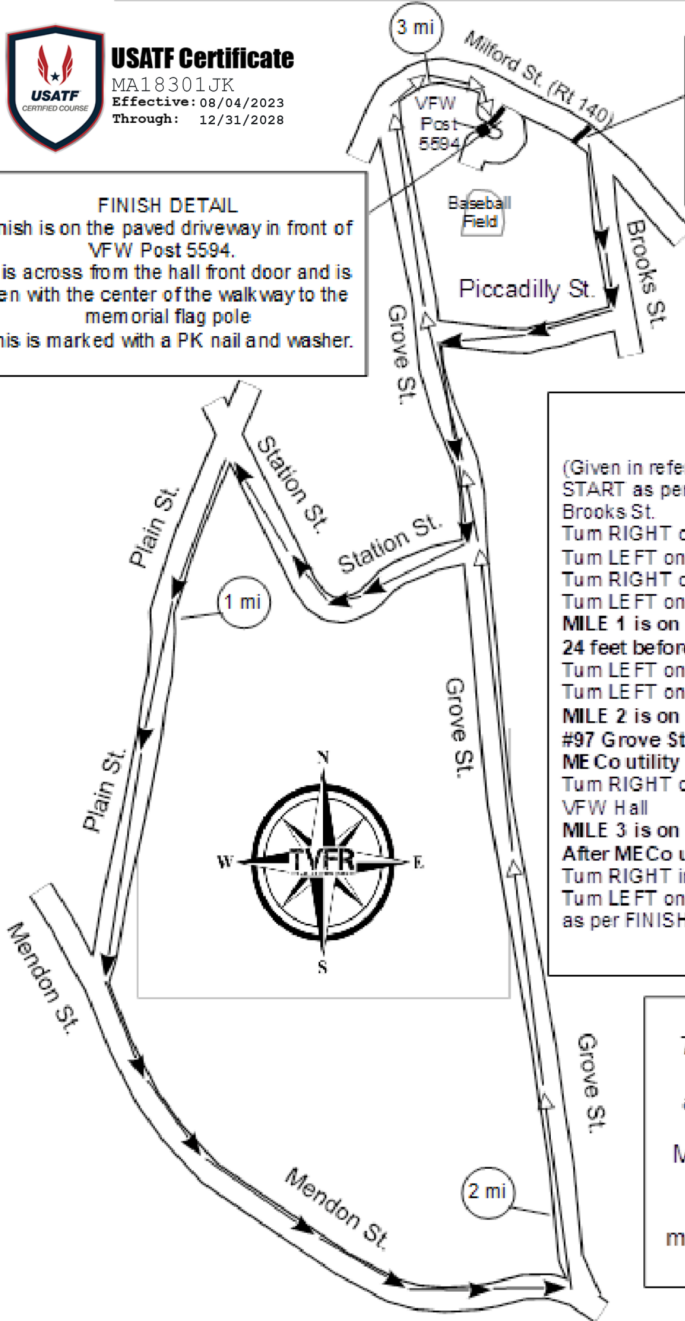 USATF
CERTIFIED COURSE
USATF Certificate
MA18301JK
Effective: 08/04/2023
Through: 12/31/2028
3 mi
Milford St. (Rt 140)
VFW
Post
5594
Baseball
Field
Brooks St.
Piccadilly St.
FINISH DETAIL
nish is on the paved driveway in front of
VFW Post 5594.
is across from the hall front door and is
en with the center of the walkway to the
memorial flag pole
his is marked with a PK nail and washer.
Grove St.
Station St.
Plain St.
Station St.
1 mi
(Given in refe
START as per
Brooks St.
Turn RIGHT o
Turn LEFT on
Turn RIGHT o
Turn LEFT on
MILE 1 is on
24 feet before
Turn LEFT on
Turn LEFT on
MILE 2 is on
#97 Grove St
MECo utility
Turn RIGHT o
VFW Hall
MILE 3 is on
After MECo u
Turn RIGHT in
Turn LEFT on
as per FINISH
Grove St.
Plain St.
N
W TVFR E
S
Mendon St.
Grove St.
Mendon St.
2 mi
M
m